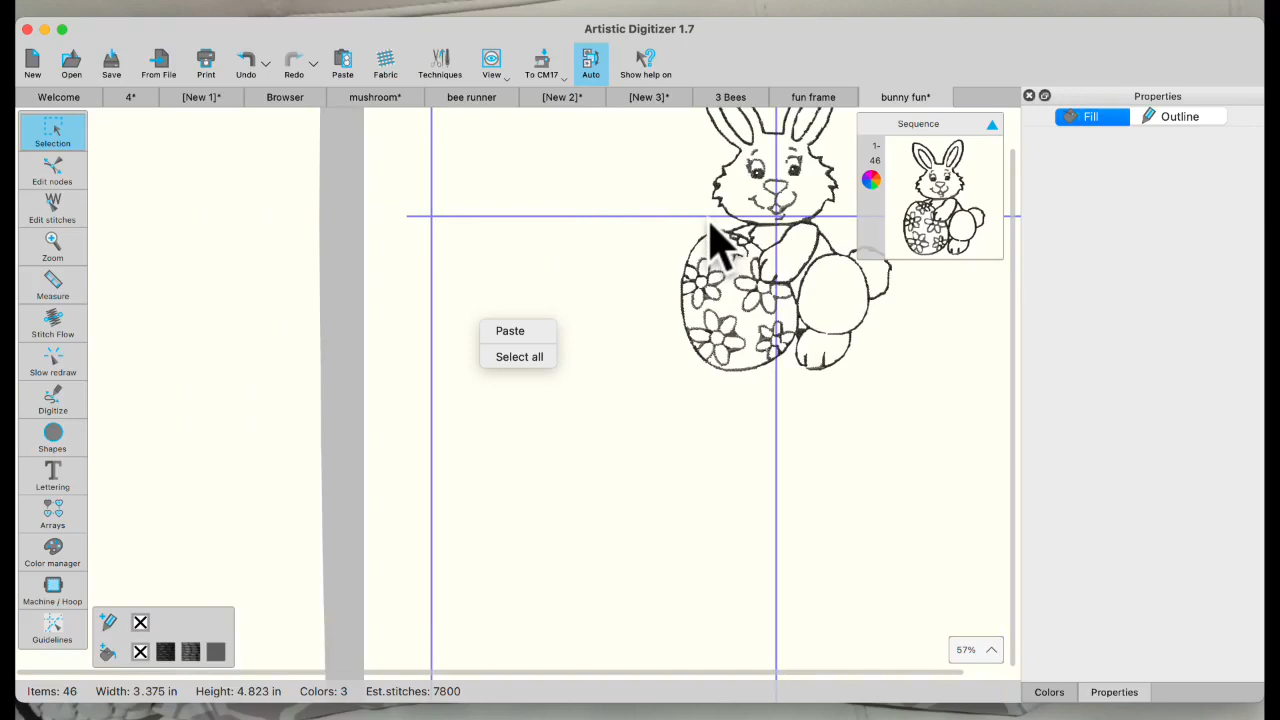 Artistic Digitizer 1.7
New Open Save From File Print Undo Redo Paste Fabric Techniques View To CM17 Auto Show help on
Welcome 4* [New 1]* Browser mushroom* bee runner [New 2]* [New 3]* 3 Bees fun frame bunny fun* Properties
Fill Outline
Selection
Edit nodes
Edit stitches
Zoom
Measure
Stitch Flow
Slow redraw
Digitize
Shapes
Lettering
Arrays
Color manager
Machine / Hoop
Guidelines
Sequence
1-
46
Paste
Select all
57%
Items: 46 Width: 3.375 in Height: 4.823 in Colors: 3 Est.stitches: 7800
Colors Properties